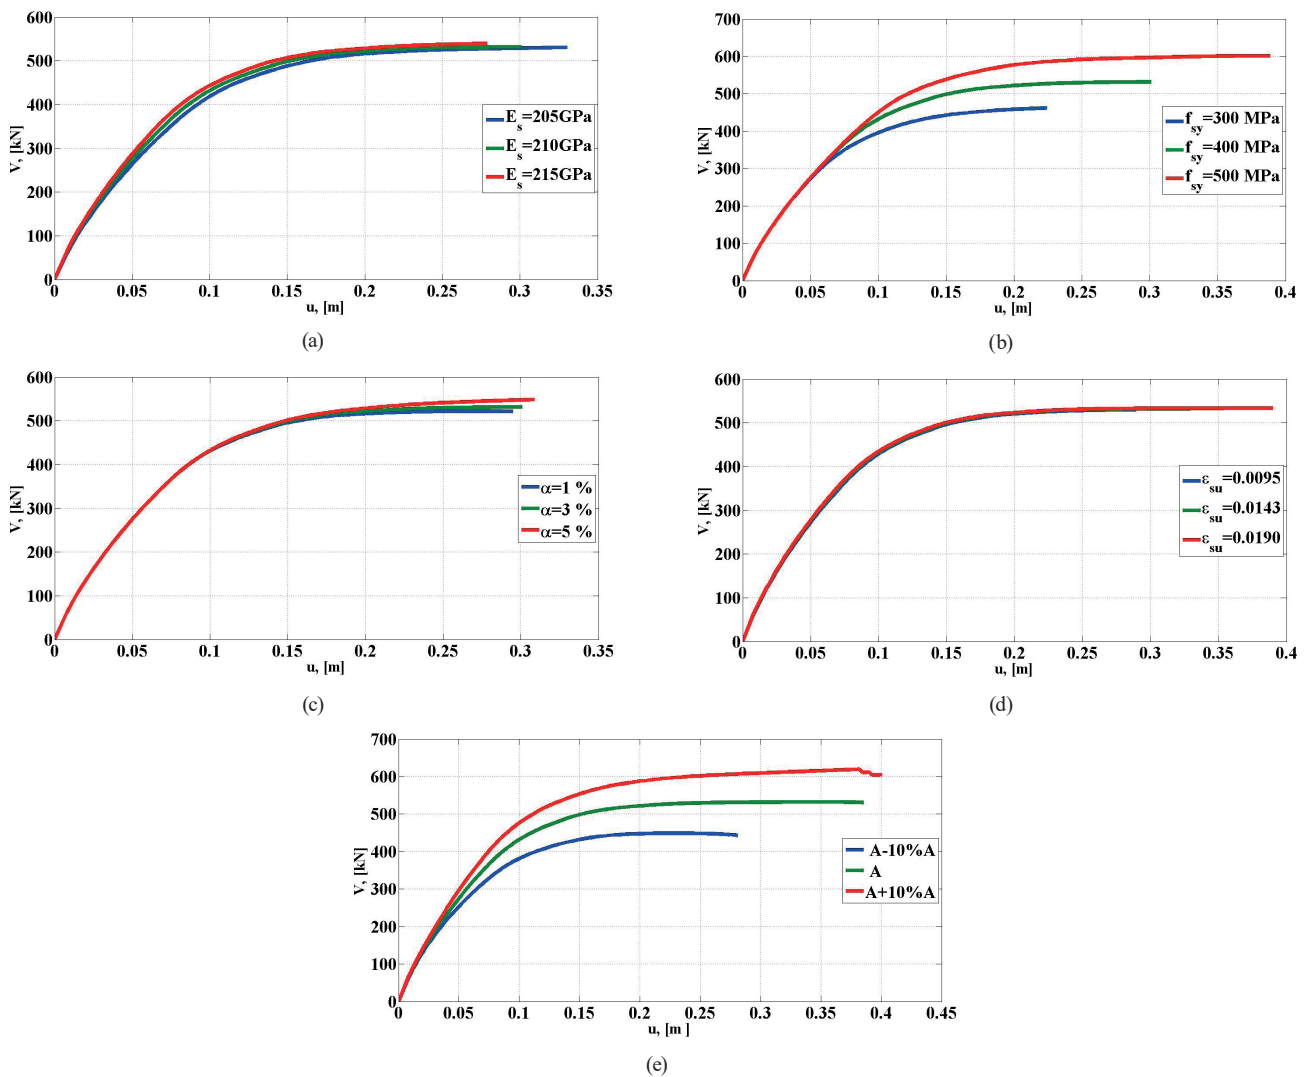 600
500
400
300
200
100
0
V, [kN]
0 0.05 0.1 0.15 0.2 0.25 0.3 0.35
u, [m]
E_s=205GPa
E_s=210GPa
E_s=215GPa
(a)
700
600
500
400
300
200
100
0
V, [kN]
0 0.05 0.1 0.15 0.2 0.25 0.3 0.35 0.4
u, [m]
f_sy=300 MPa
f_sy=400 MPa
f_sy=500 MPa
(b)
600
500
400
300
200
100
0
V, [kN]
0 0.05 0.1 0.15 0.2 0.25 0.3 0.35
u, [m]
α=1 %
α=3 %
α=5 %
(c)
600
500
400
300
200
100
0
V, [kN]
0 0.05 0.1 0.15 0.2 0.25 0.3 0.35 0.4
u, [m]
ε_su=0.0095
ε_su=0.0143
ε_su=0.0190
(d)
700
600
500
400
300
200
100
0
V, [kN]
0 0.05 0.1 0.15 0.2 0.25 0.3 0.35 0.4 0.45
u, [m ]
A-10%A
A
A+10%A
(e)